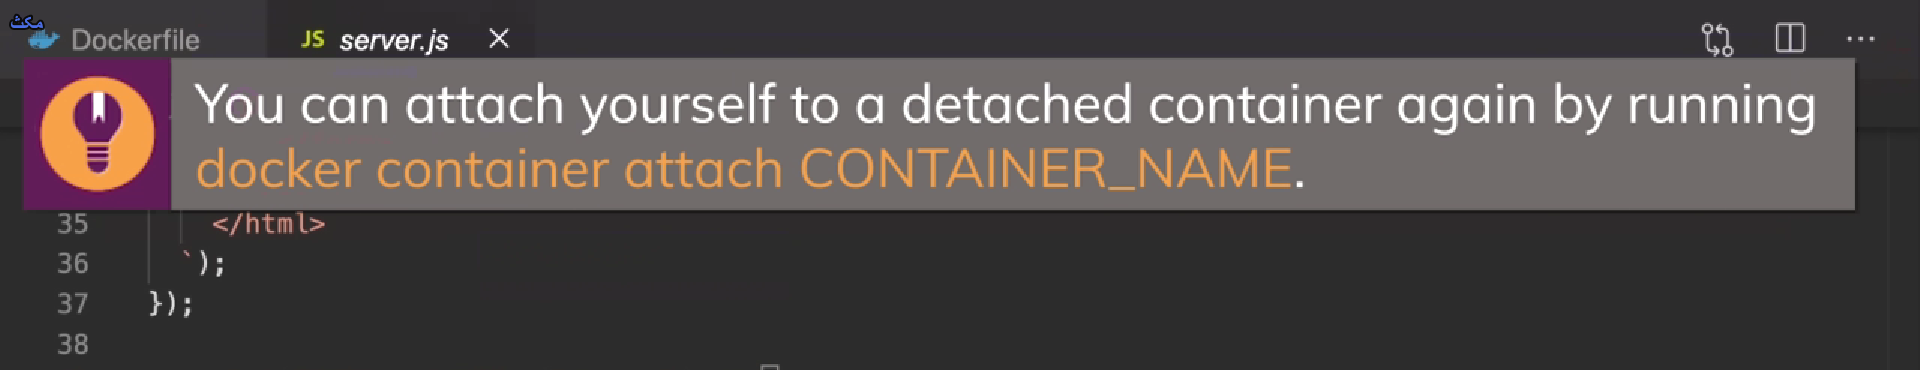 مكث
Dockerfile
JS server.js
You can attach yourself to a detached container again by running
docker container attach CONTAINER_NAME.
35 </html>
36 `);
37 });
38